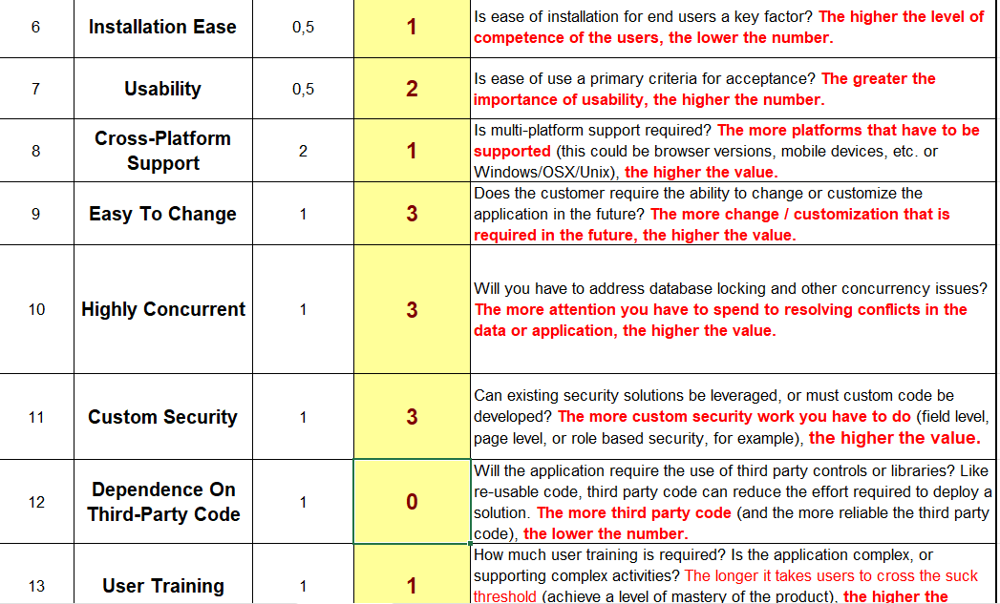 6
Installation Ease
0,5
1
Is ease of installation for end users a key factor? The higher the level of
competence of the users, the lower the number.
7
Usability
0,5
2
Is ease of use a primary criteria for acceptance? The greater the
importance of usability, the higher the number.
8
Cross-Platform
Support
2
1
Is multi-platform support required? The more platforms that have to be
supported (this could be browser versions, mobile devices, etc. or
Windows/OSX/Unix), the higher the value.
9
Easy To Change
1
3
Does the customer require the ability to change or customize the
application in the future? The more change / customization that is
required in the future, the higher the value.
10
Highly Concurrent
1
3
Will you have to address database locking and other concurrency issues?
The more attention you have to spend to resolving conflicts in the
data or application, the higher the value.
11
Custom Security
1
3
Can existing security solutions be leveraged, or must custom code be
developed? The more custom security work you have to do (field level,
page level, or role based security, for example), the higher the value.
12
Dependence On
Third-Party Code
1
0
Will the application require the use of third party controls or libraries? Like
re-usable code, third party code can reduce the effort required to deploy a
solution. The more third party code (and the more reliable the third party
code), the lower the number.
13
User Training
1
1
How much user training is required? Is the application complex, or
supporting complex activities? The longer it takes users to cross the suck
threshold (achieve a level of mastery of the product), the higher the